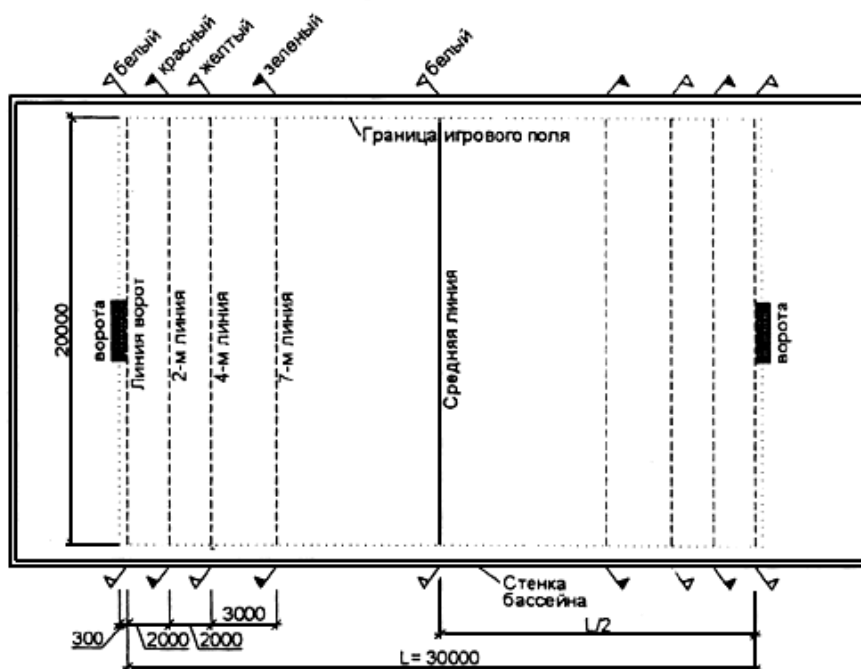 белый
красный
желтый
зеленый
белый
Граница игрового поля
20000
ворота
Линия ворот
2-м линия
4-м линия
7-м линия
Средняя линия
ворота
Стенка
бассейна
3000
300
2000
2000
L/2
L= 30000